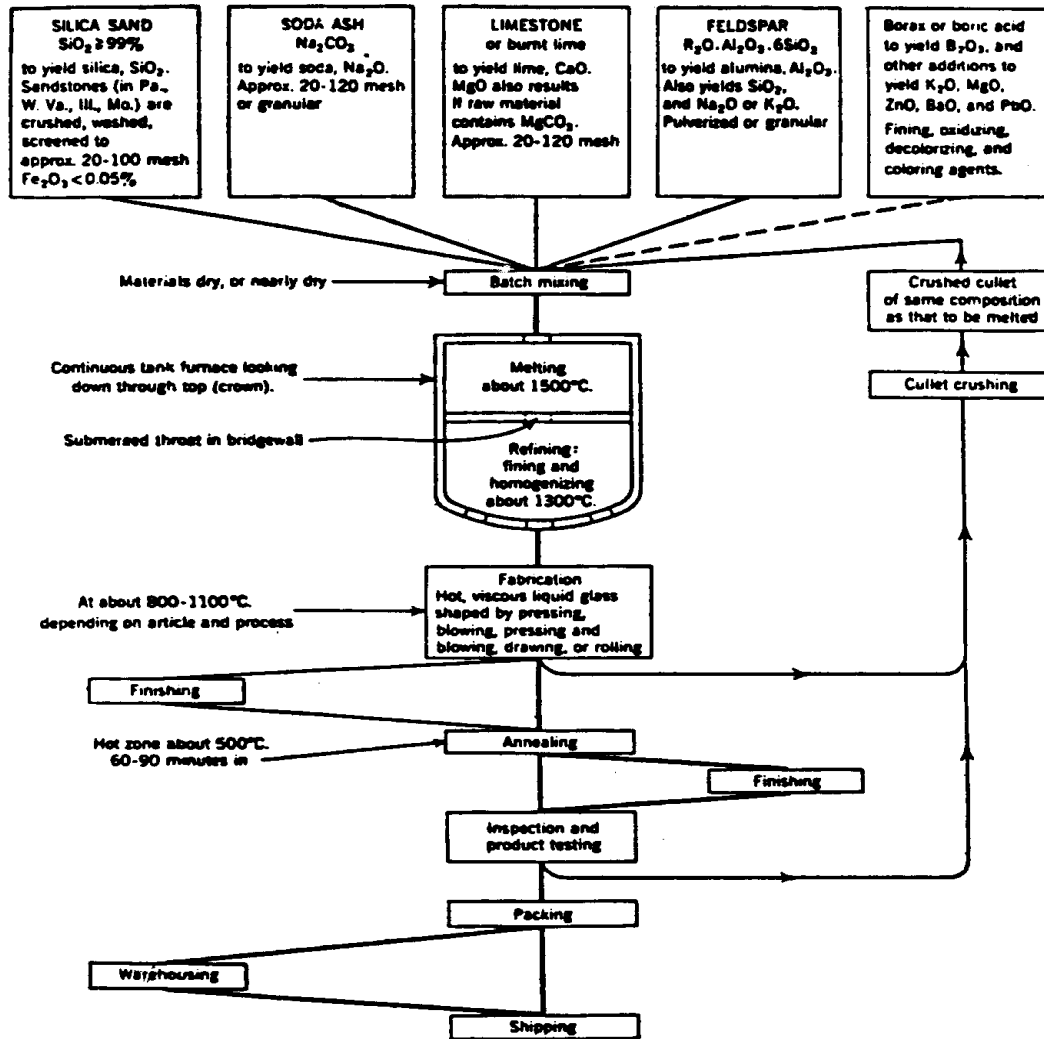 SILICA SAND
SiO₂ ≥ 99%
to yield silica, SiO₂.
Sandstones (in Pa.,
W. Va., Ill., Mo.) are
crushed, washed,
screened to
approx. 20-100 mesh
Fe₂O₃ < 0.05%
SODA ASH
Na₂CO₃
to yield soda, Na₂O.
Approx. 20-120 mesh
or granular
LIMESTONE
or burnt lime
to yield lime, CaO.
MgO also results
if raw material
contains MgCO₃.
Approx. 20-120 mesh
FELDSPAR
R₂O.Al₂O₃.6SiO₂
to yield alumina, Al₂O₃.
Also yields SiO₂,
and Na₂O or K₂O.
Pulverized or granular
Borax or boric acid
to yield B₂O₃, and
other additions to
yield K₂O, MgO,
ZnO, BaO, and PbO.
Fining, oxidizing,
decolorizing, and
coloring agents.
Materials dry, or nearly dry
Batch mixing
Crushed cullet
of same composition
as that to be melted
Continuous tank furnace looking
down through top (crown).
Melting
about 1500°C.
Cullet crushing
Submerged throat in bridgewall
Refining:
fining and
homogenizing
about 1300°C.
At about 800-1100°C.
depending on article and process
Fabrication
Hot, viscous liquid glass
shaped by pressing,
blowing, pressing and
blowing, drawing, or rolling
Finishing
Hot zone about 500°C.
60-90 minutes in
Annealing
Finishing
Inspection and
product testing
Packing
Warehousing
Shipping